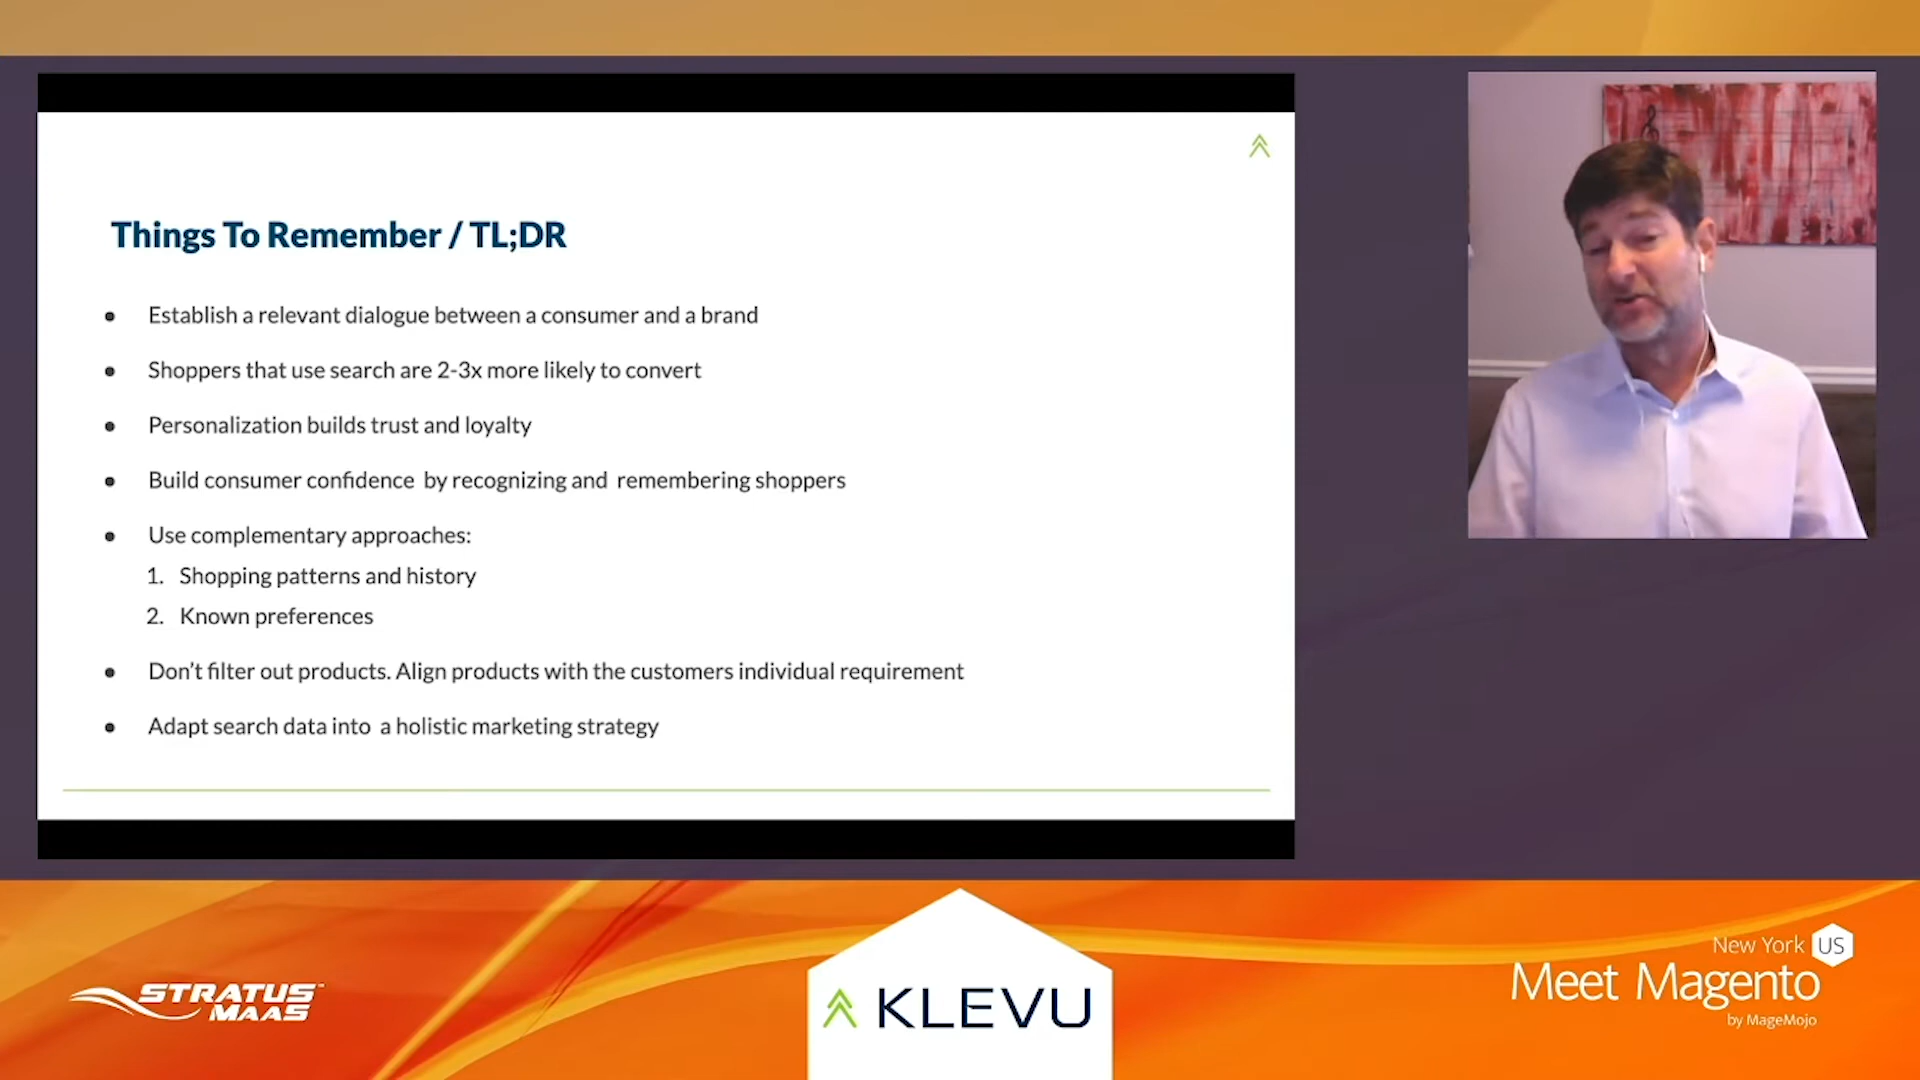 Things To Remember / TL;DR
• Establish a relevant dialogue between a consumer and a brand
• Shoppers that use search are 2-3x more likely to convert
• Personalization builds trust and loyalty
• Build consumer confidence by recognizing and remembering shoppers
• Use complementary approaches:
1. Shopping patterns and history
2. Known preferences
• Don’t filter out products. Align products with the customers individual requirement
• Adapt search data into a holistic marketing strategy
STRATUS™
MAAS
KLEVU
New York US
Meet Magento
by MageMojo